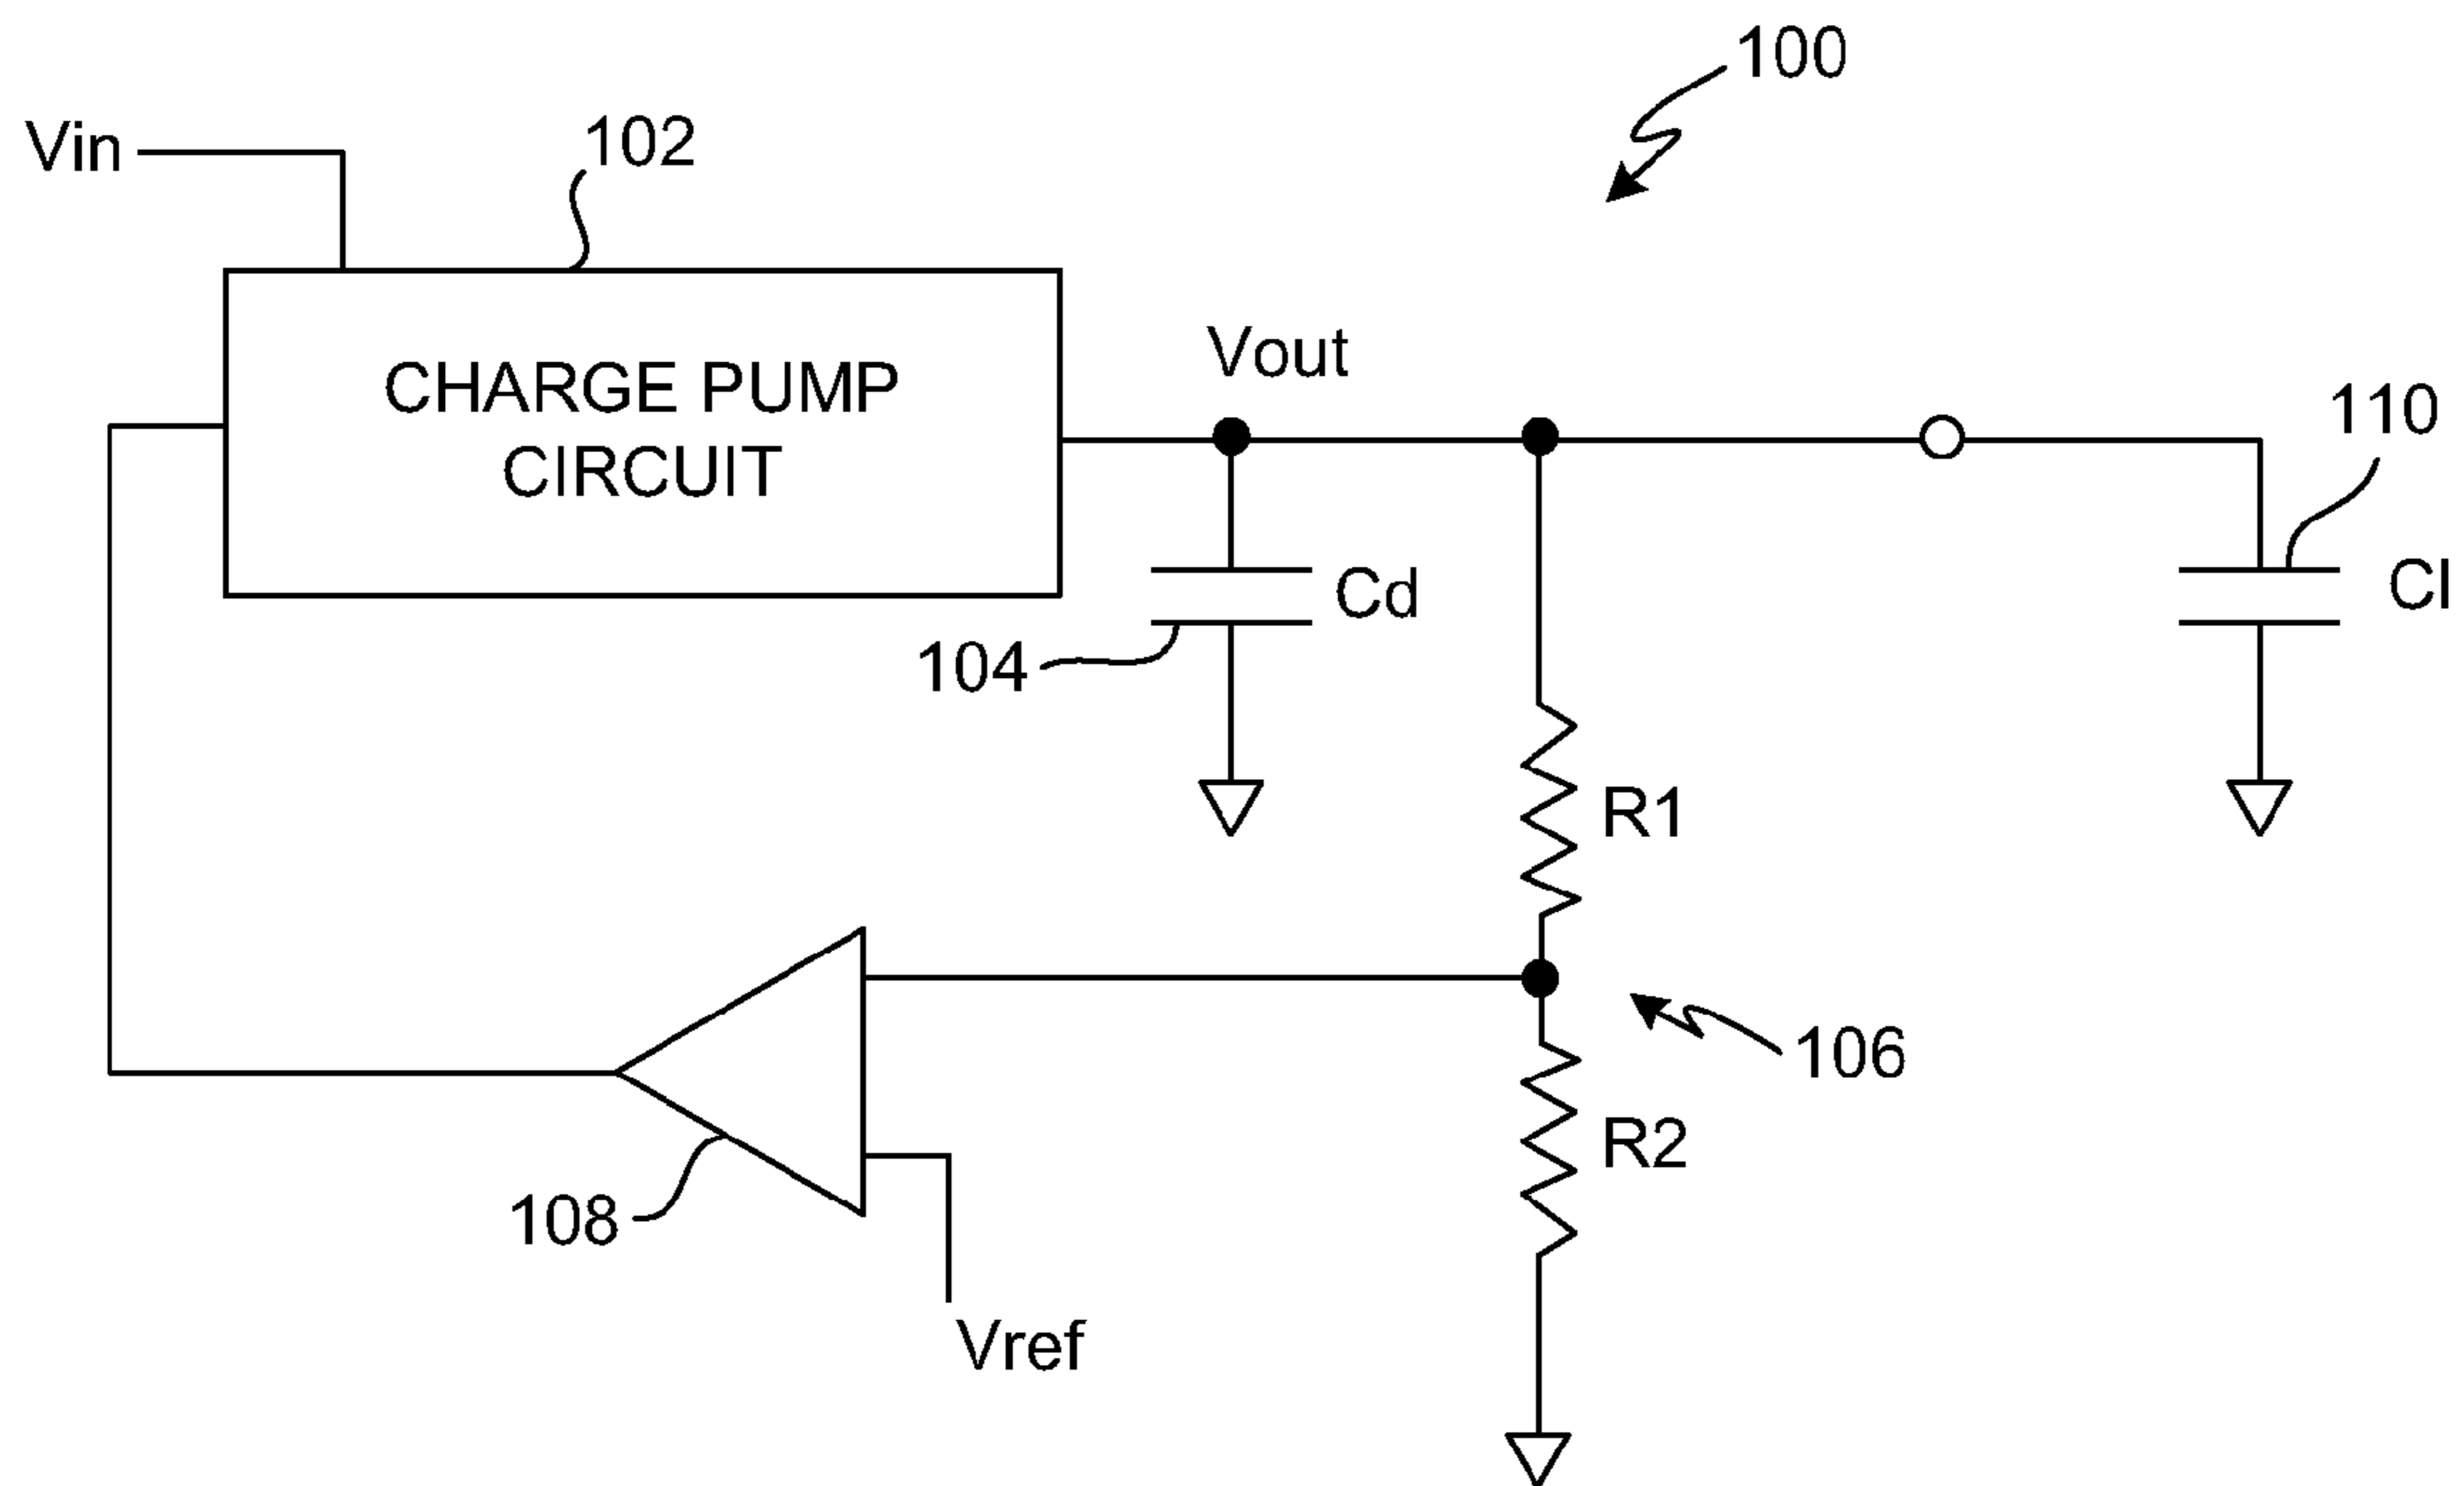 100
Vin
102
CHARGE PUMP
CIRCUIT
Vout
110
Cd
Cl
104
R1
106
R2
108
Vref